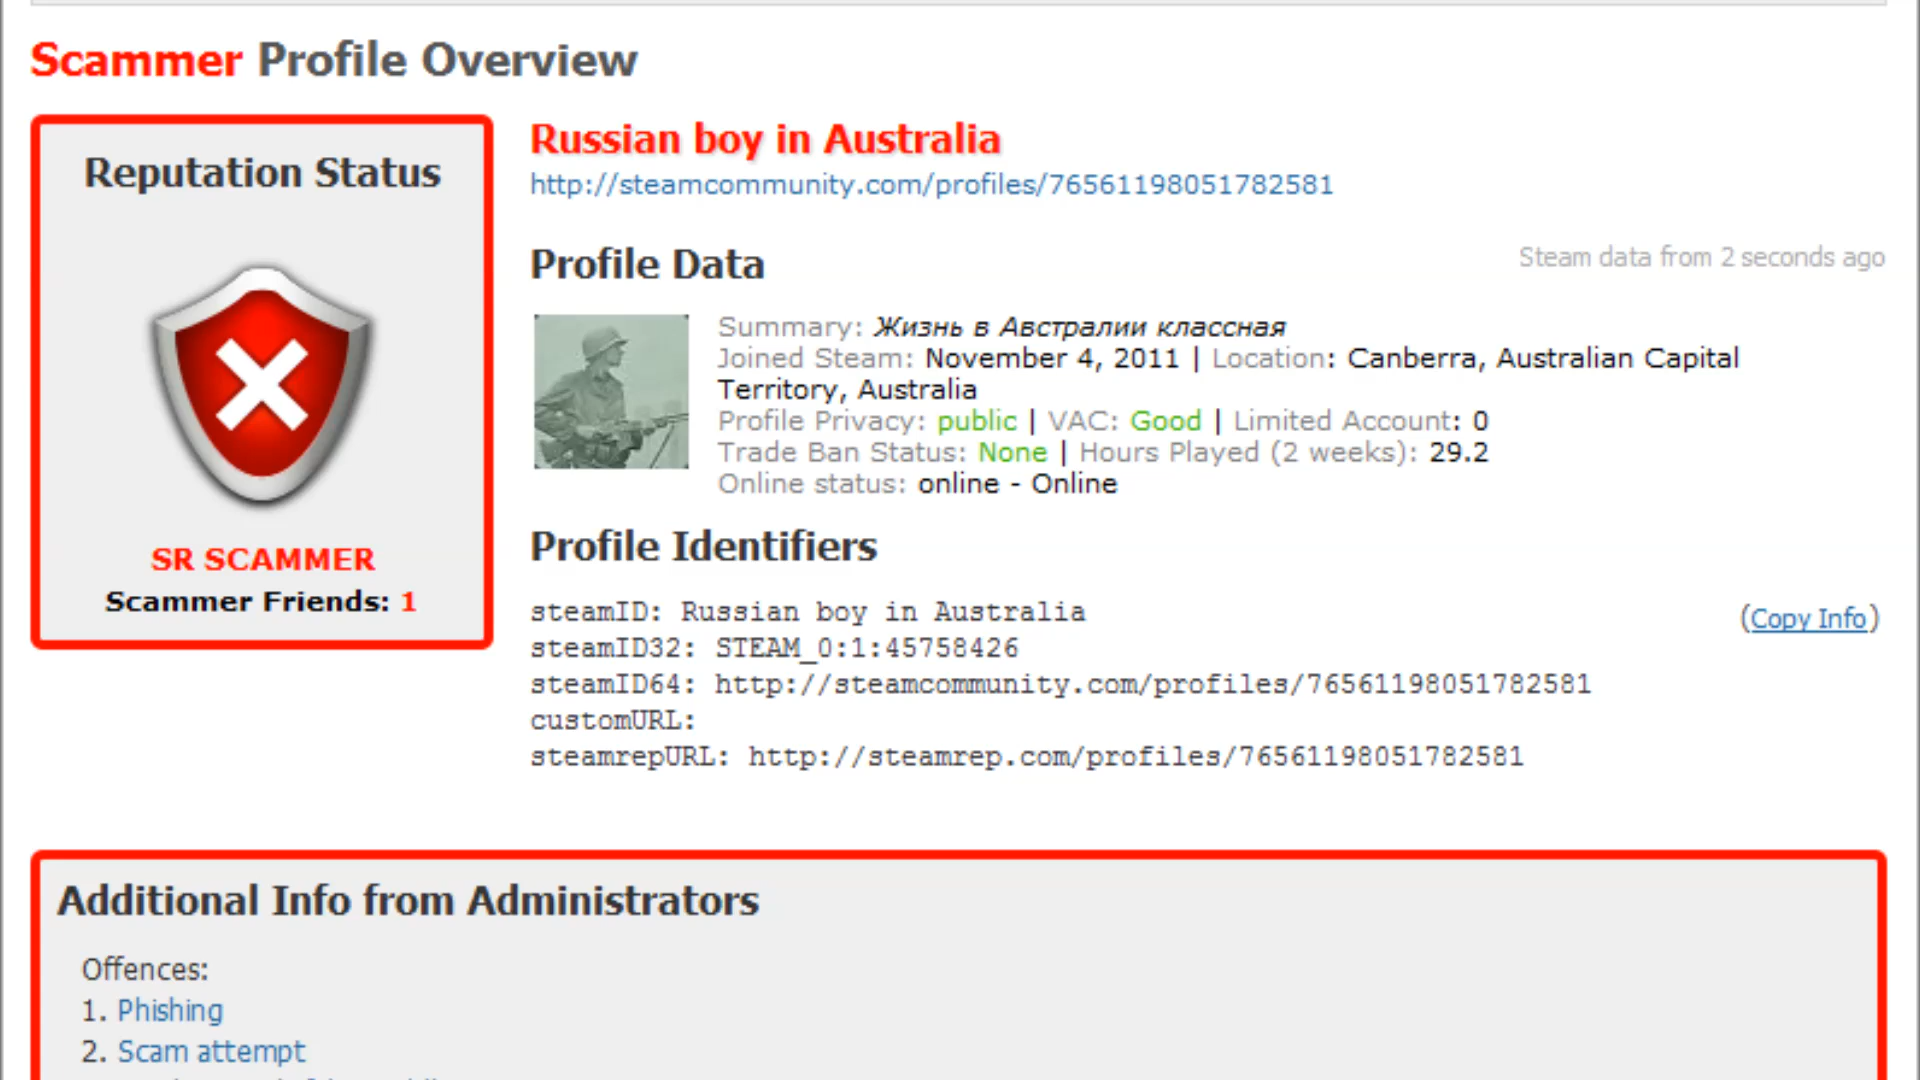 Scammer Profile Overview
Reputation Status
SR SCAMMER
Scammer Friends: 1
Russian boy in Australia
http://steamcommunity.com/profiles/76561198051782581
Profile Data
Steam data from 2 seconds ago
Summary: Жизнь в Австралии классная
Joined Steam: November 4, 2011 | Location: Canberra, Australian Capital
Territory, Australia
Profile Privacy: public | VAC: Good | Limited Account: 0
Trade Ban Status: None | Hours Played (2 weeks): 29.2
Online status: online - Online
Profile Identifiers
steamID: Russian boy in Australia
(Copy Info)
steamID32: STEAM_0:1:45758426
steamID64: http://steamcommunity.com/profiles/76561198051782581
customURL:
steamrepURL: http://steamrep.com/profiles/76561198051782581
Additional Info from Administrators
Offences:
1. Phishing
2. Scam attempt